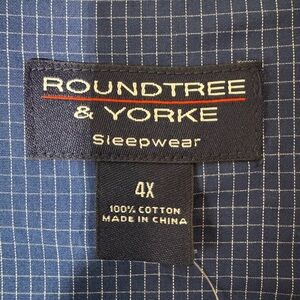 ROUNDTREE
& YORKE
Sleepwear
4X
100% COTTON
MADE IN CHINA